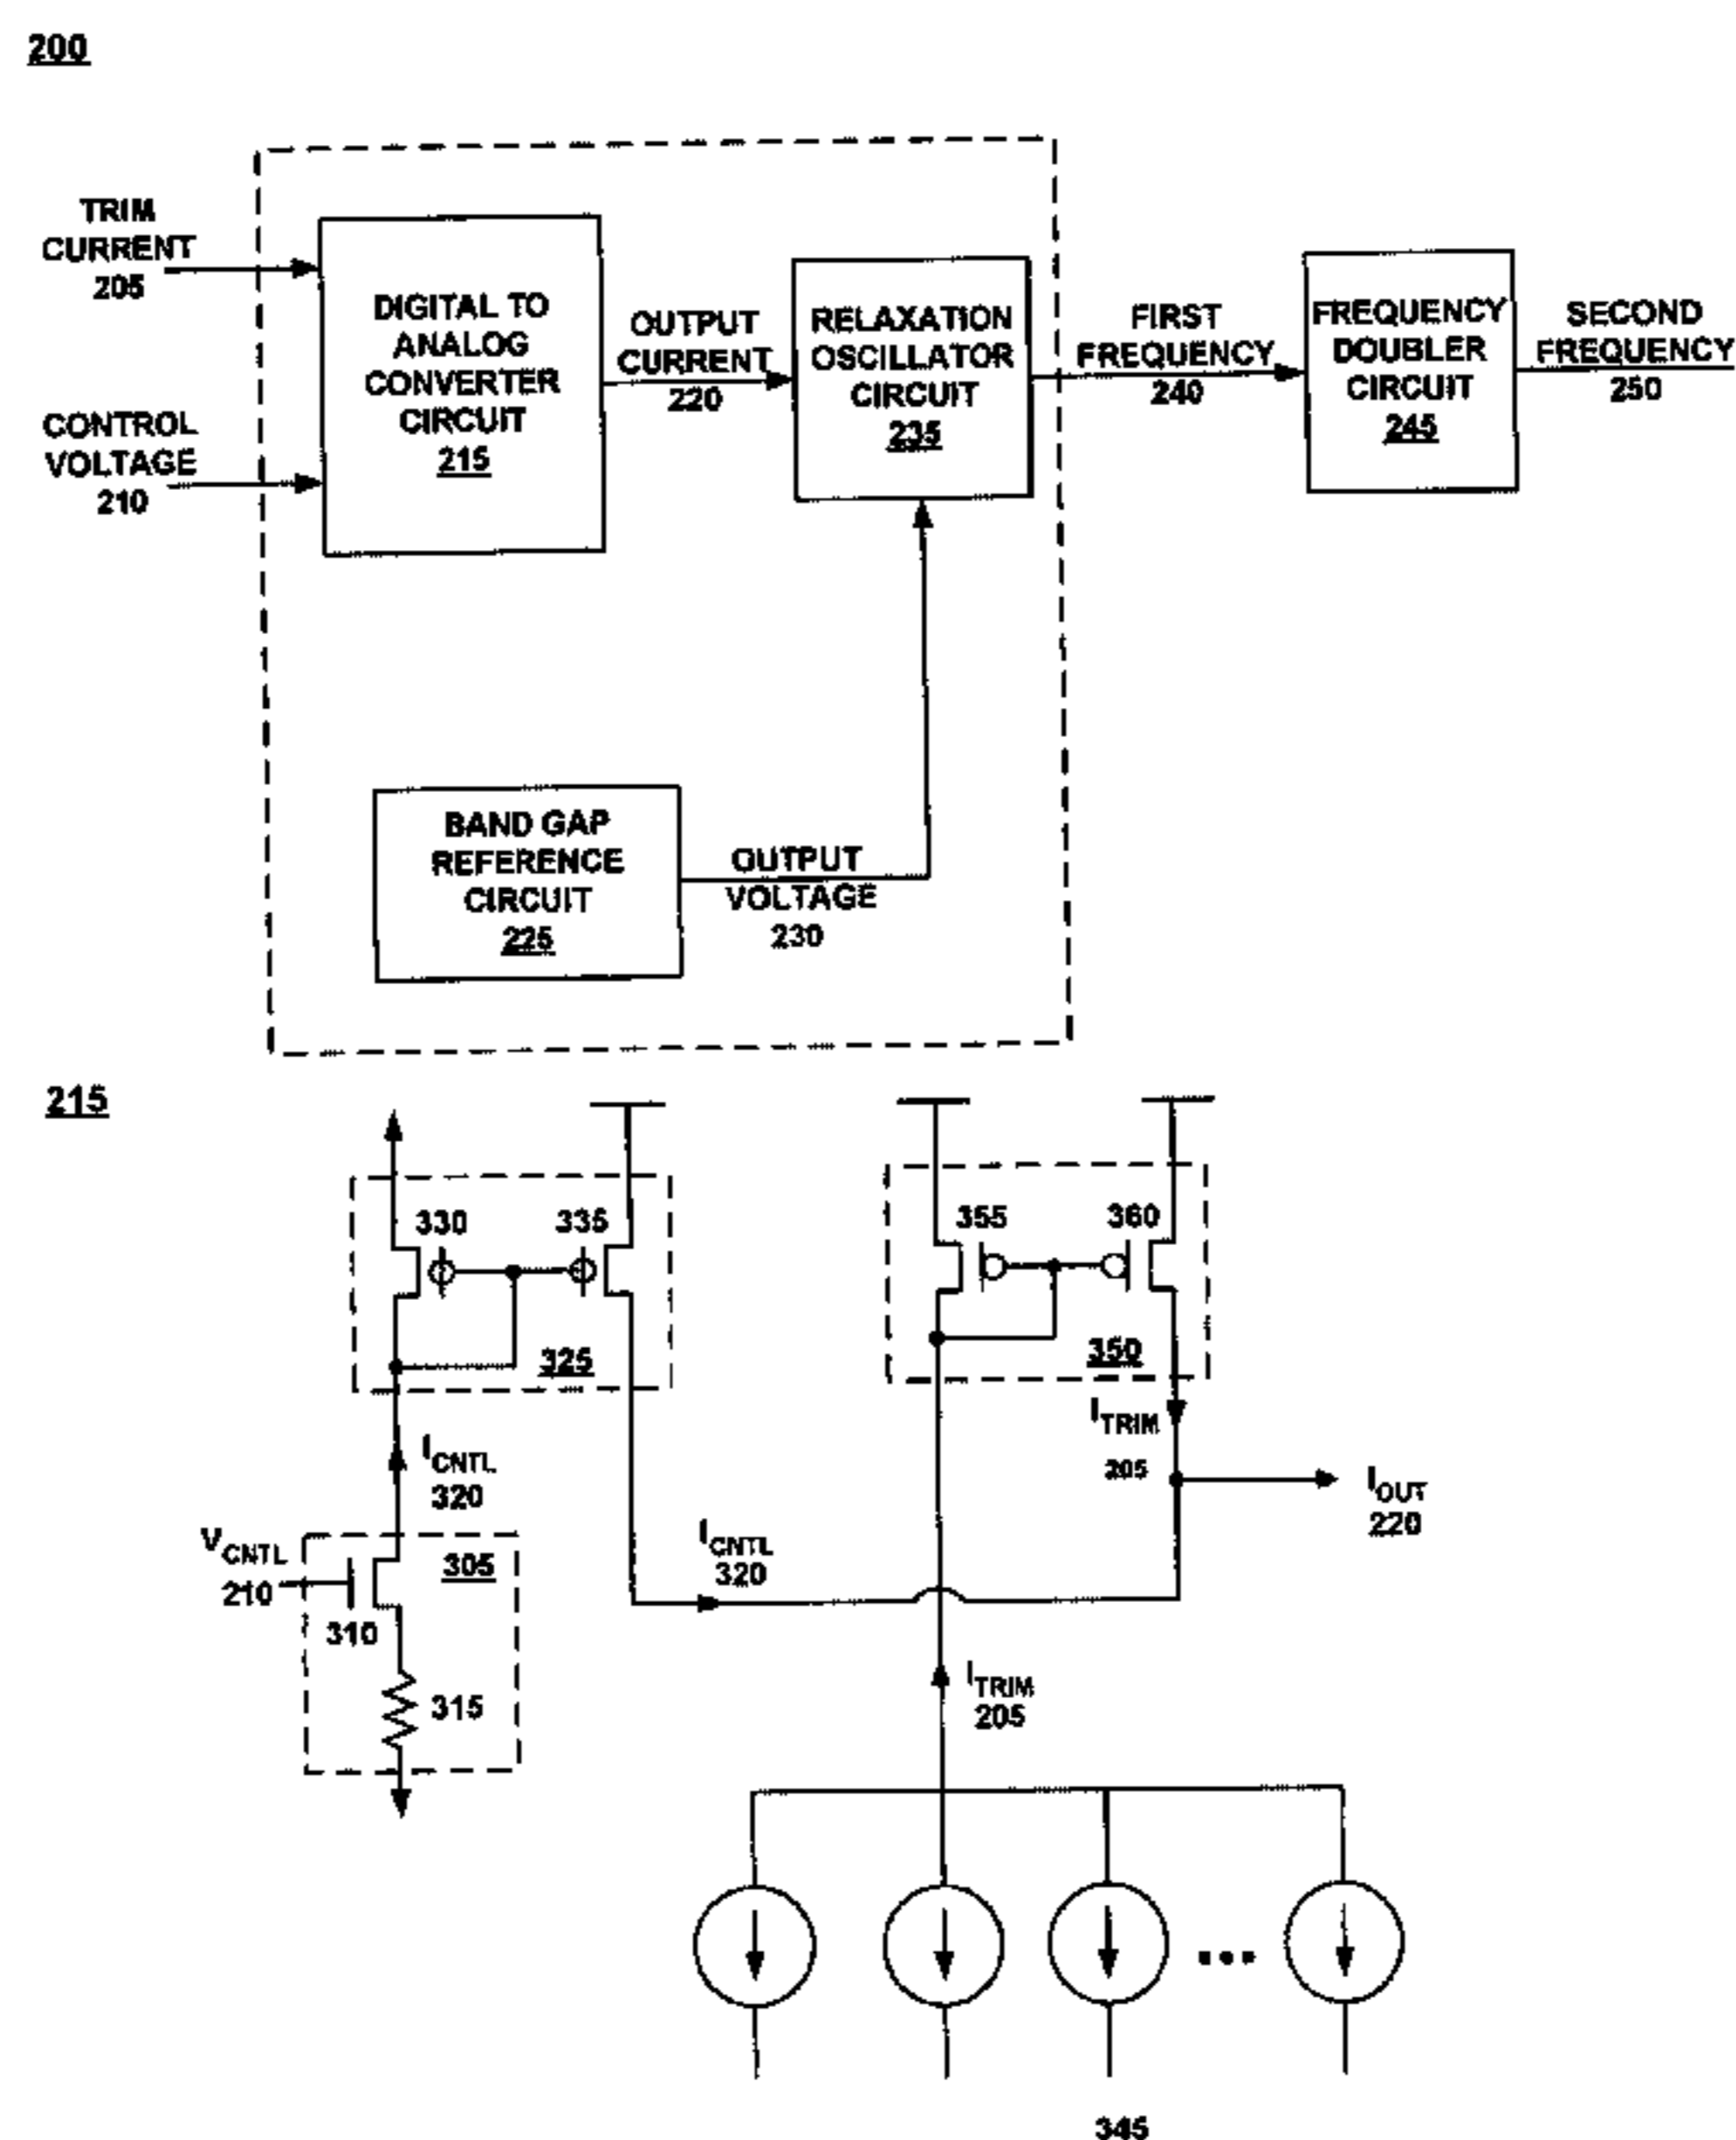 200
TRIM
CURRENT
205
CONTROL
VOLTAGE
210
DIGITAL TO
ANALOG
CONVERTER
CIRCUIT
215
OUTPUT
CURRENT
220
RELAXATION
OSCILLATOR
CIRCUIT
235
FIRST
FREQUENCY
240
FREQUENCY
DOUBLER
CIRCUIT
245
SECOND
FREQUENCY
250
BAND GAP
REFERENCE
CIRCUIT
225
OUTPUT
VOLTAGE
230
215
330
335
325
355
360
350
ICNTL
320
ITRIM
205
IOUT
220
VCNTL
210
305
310
315
ICNTL
320
ITRIM
205
345